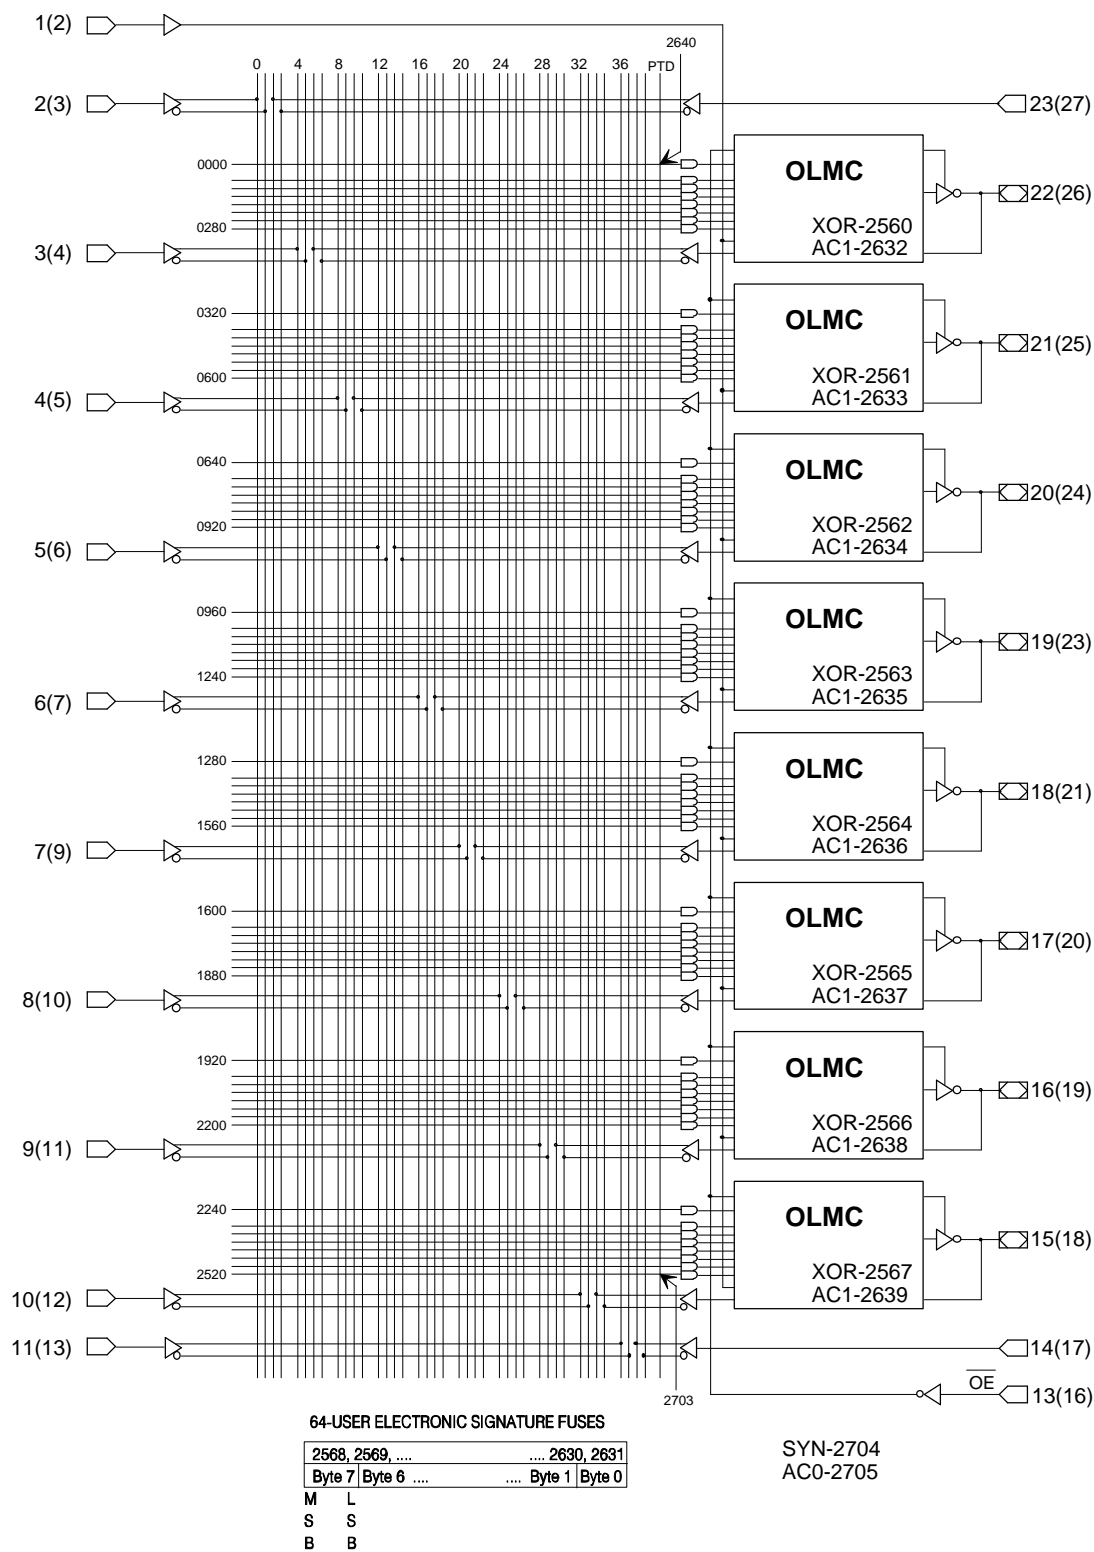 1(2)
2640
0 4 8 12 16 20 24 28 32 36 PTD
2(3)
23(27)
0000
OLMC
22(26)
XOR-2560
0280
AC1-2632
3(4)
0320
OLMC
21(25)
XOR-2561
0600
AC1-2633
4(5)
0640
OLMC
20(24)
XOR-2562
0920
AC1-2634
5(6)
0960
OLMC
19(23)
XOR-2563
1240
AC1-2635
6(7)
1280
OLMC
18(21)
XOR-2564
1560
AC1-2636
7(9)
1600
OLMC
17(20)
XOR-2565
1880
AC1-2637
8(10)
1920
OLMC
16(19)
XOR-2566
2200
AC1-2638
9(11)
2240
OLMC
15(18)
XOR-2567
2520
AC1-2639
10(12)
11(13)
14(17)
OE
13(16)
2703
64-USER ELECTRONIC SIGNATURE FUSES
2568, 2569, .... .... 2630, 2631
Byte 7 Byte 6 .... .... Byte 1 Byte 0
M L
S S
B B
SYN-2704
AC0-2705